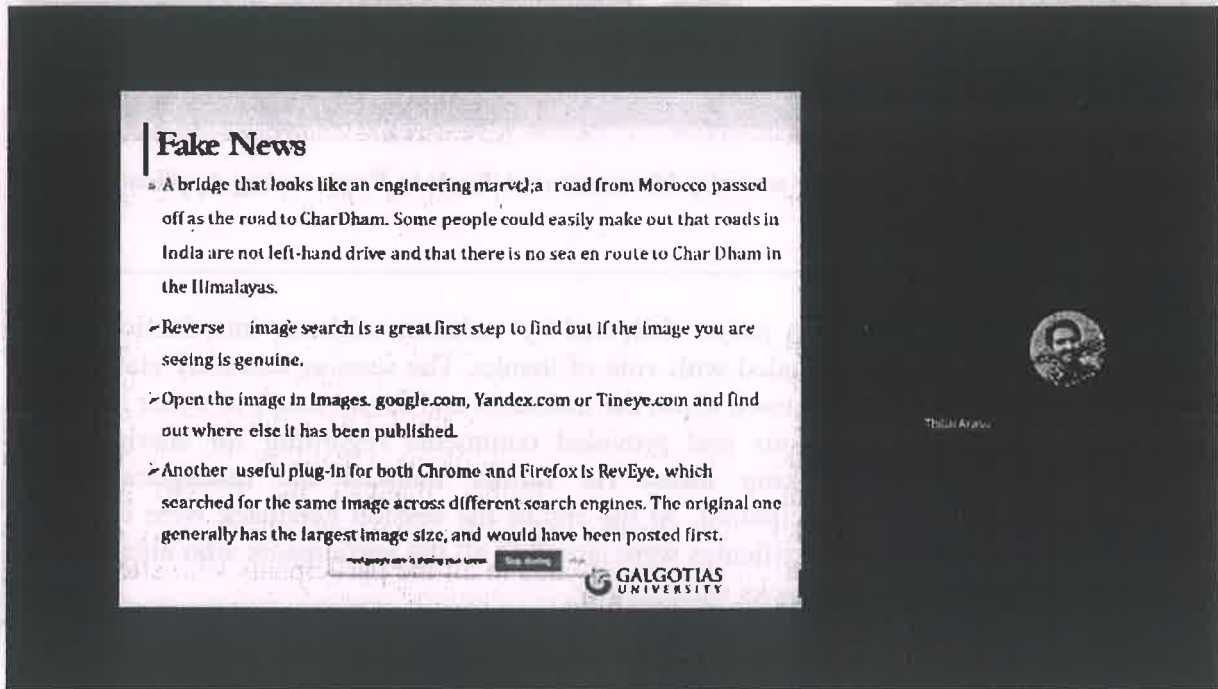 Fake News
A bridge that looks like an engineering marvel;a road from Morocco passed
off as the road to CharDham. Some people could easily make out that roads in
India are not left-hand drive and that there is no sea en route to Char Dham in
the Himalayas.
➢Reverse image search is a great first step to find out if the image you are
seeing is genuine.
➢Open the image in Images. google.com, Yandex.com or Tineye.com and find
out where else it has been published.
➢Another useful plug-in for both Chrome and Firefox is RevEye, which
searched for the same image across different search engines. The original one
generally has the largest image size, and would have been posted first.
Stop sharing
GALGOTIAS
UNIVERSITY